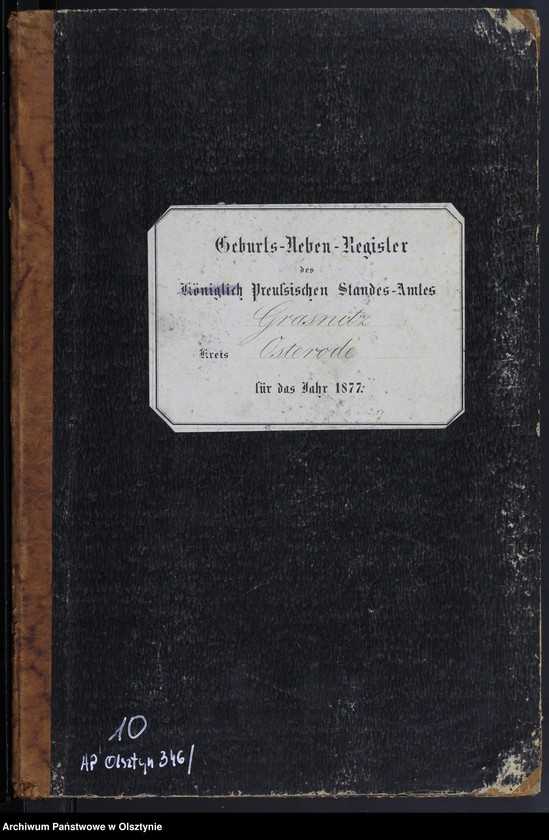 Geburts-Neben-Register
des
Königlich Preußischen Standes-Amtes
Grasnitz
Kreis Osterode
für das Jahr 1877.
10
AP Olsztyn 346/
Archiwum Państwowe w Olsztynie